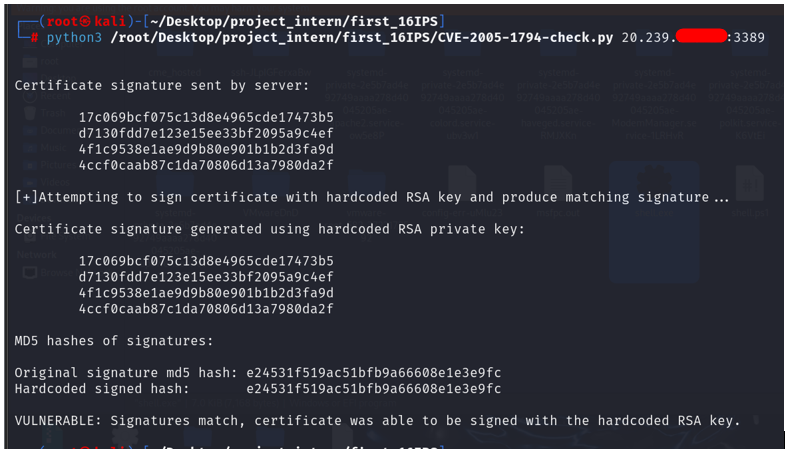 (root㉿kali)-[~/Desktop/project_intern/first_16IPS]
# python3 /root/Desktop/project_intern/first_16IPS/CVE-2005-1794-check.py 20.239. :3389
Certificate signature sent by server:
17c069bcf075c13d8e4965cde17473b5
d7130fdd7e123e15ee33bf2095a9c4ef
4f1c9538e1ae9d9b80e901b1b2d3fa9d
4ccf0caab87c1da70806d13a7980da2f
[+]Attempting to sign certificate with hardcoded RSA key and produce matching signature...
Certificate signature generated using hardcoded RSA private key:
17c069bcf075c13d8e4965cde17473b5
d7130fdd7e123e15ee33bf2095a9c4ef
4f1c9538e1ae9d9b80e901b1b2d3fa9d
4ccf0caab87c1da70806d13a7980da2f
MD5 hashes of signatures:
Original signature md5 hash: e24531f519ac51bfb9a66608e1e3e9fc
Hardcoded signed hash: e24531f519ac51bfb9a66608e1e3e9fc
VULNERABLE: Signatures match, certificate was able to be signed with the hardcoded RSA key.
(root㉿kali)-[~/Desktop/project_intern/first_16IPS]